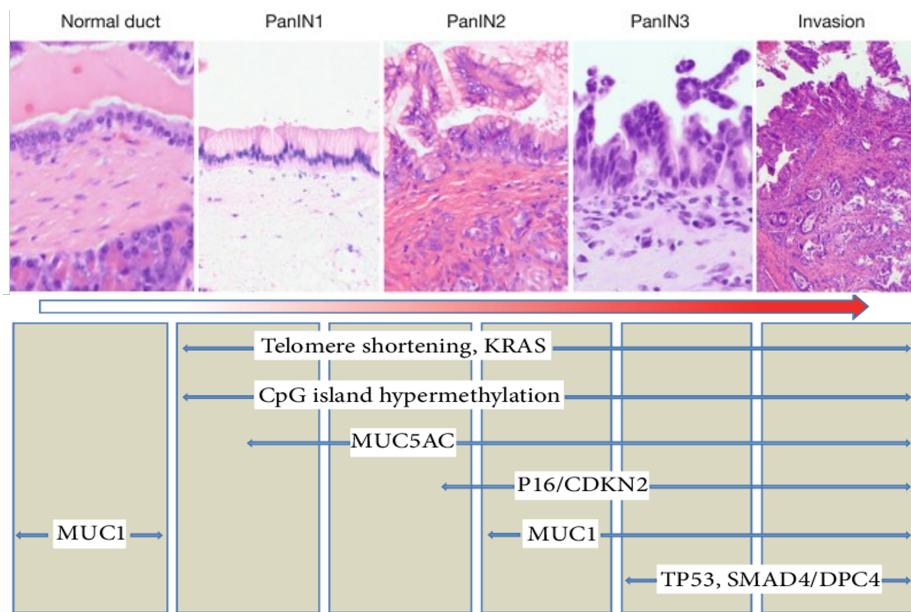 Normal duct
PanIN1
PanIN2
PanIN3
Invasion
Telomere shortening, KRAS
CpG island hypermethylation
MUC5AC
P16/CDKN2
MUC1
MUC1
TP53, SMAD4/DPC4